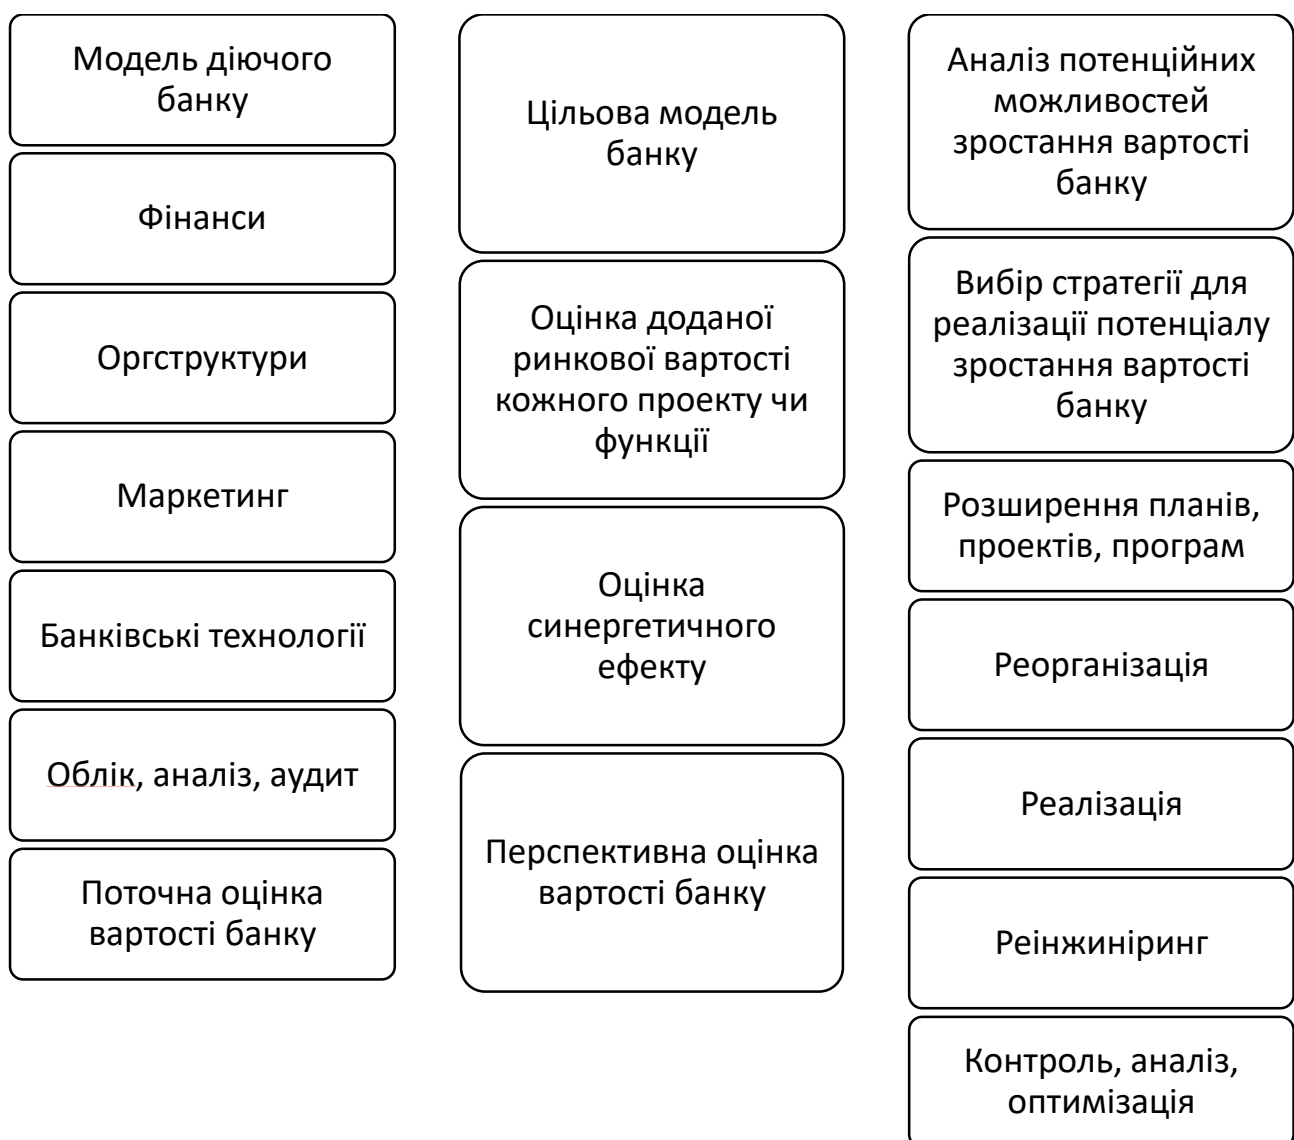 Модель діючого
банку
Фінанси
Оргструктури
Маркетинг
Банківські технології
Облік, аналіз, аудит
Поточна оцінка
вартості банку
Цільова модель
банку
Оцінка доданої
ринкової вартості
кожного проекту чи
функції
Оцінка
синергетичного
ефекту
Перспективна оцінка
вартості банку
Аналіз потенційних
можливостей
зростання вартості
банку
Вибір стратегії для
реалізації потенціалу
зростання вартості
банку
Розширення планів,
проектів, програм
Реорганізація
Реалізація
Реінжиніринг
Контроль, аналіз,
оптимізація